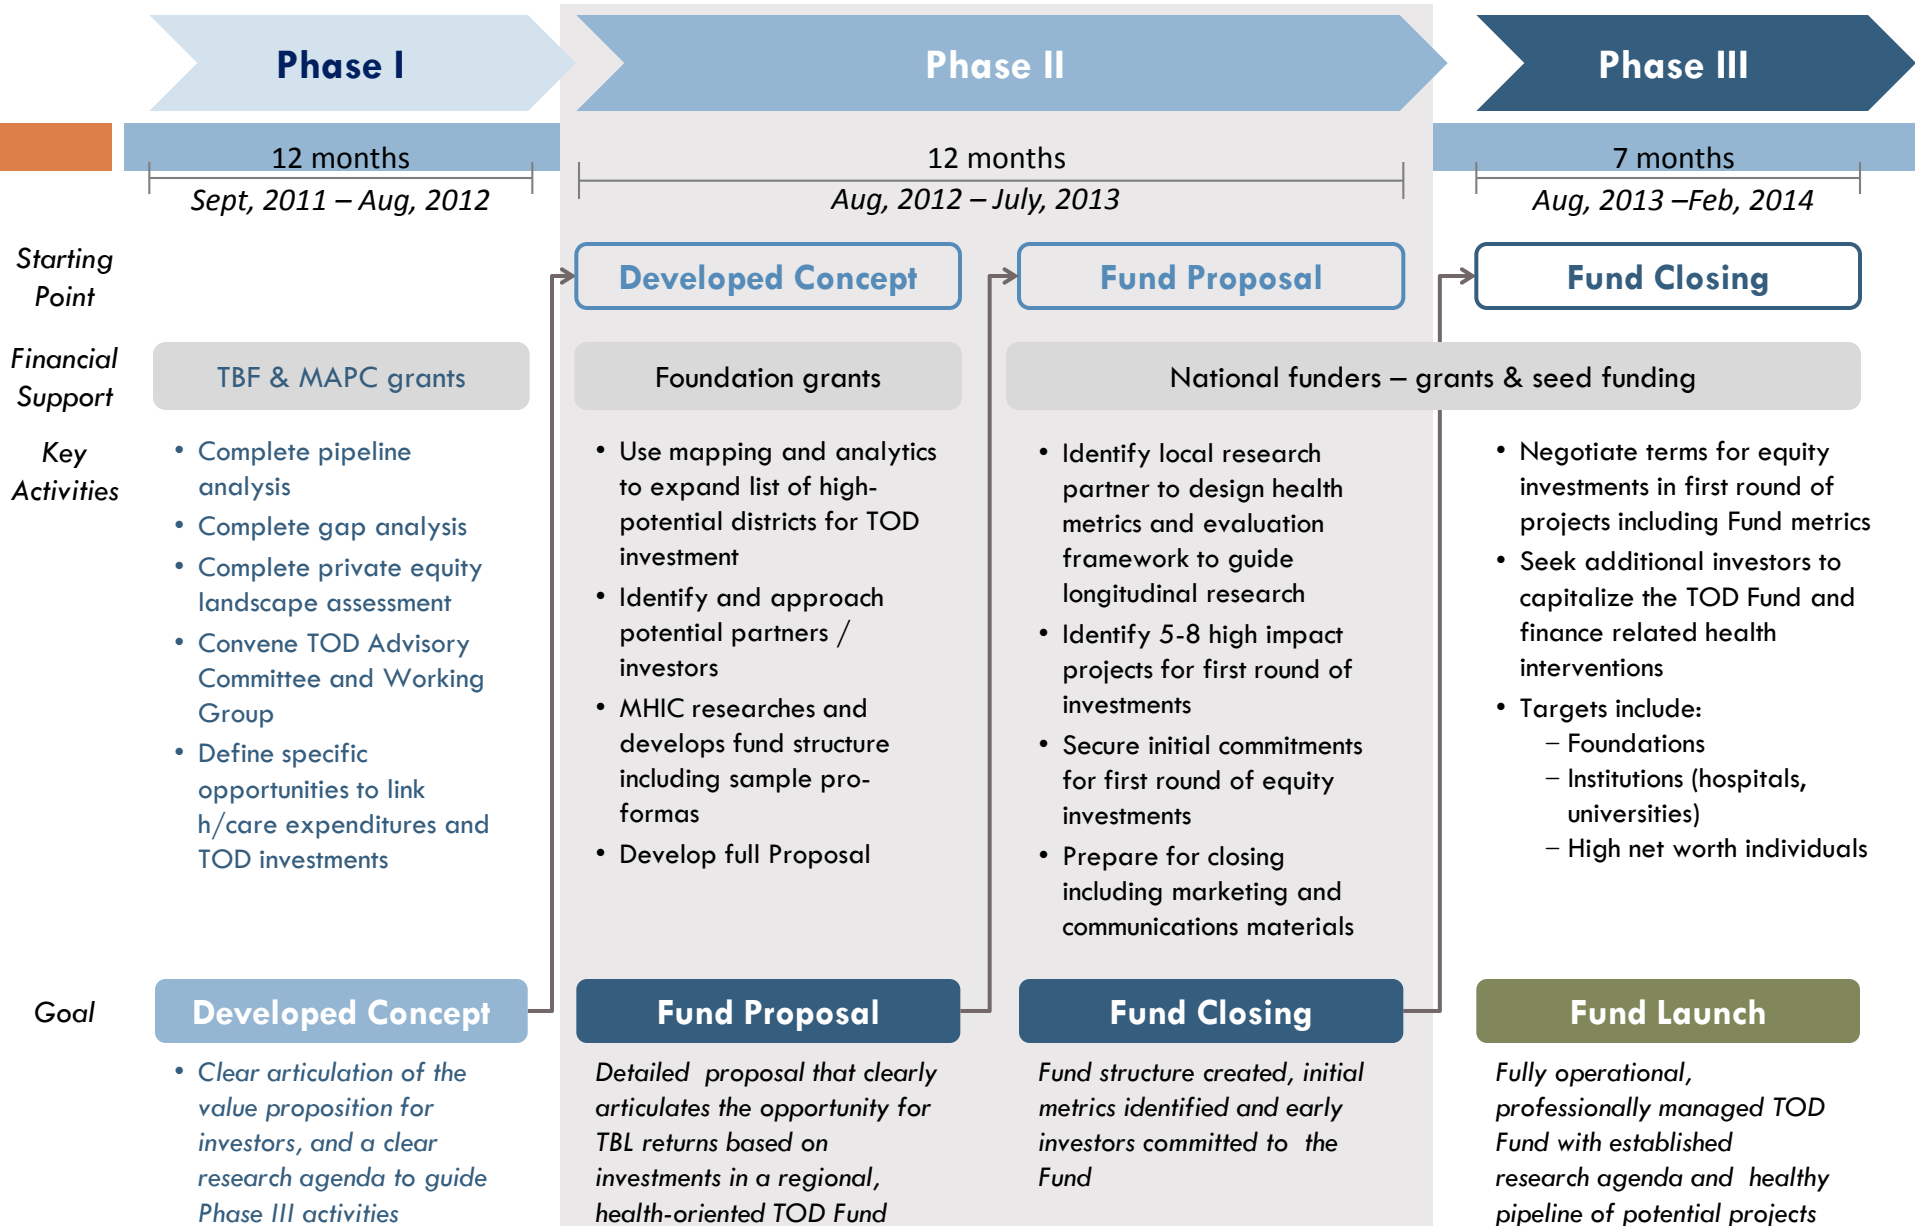 Phase I
Phase II
Phase III
12 months
12 months
7 months
Sept, 2011 – Aug, 2012
Aug, 2012 – July, 2013
Aug, 2013 –Feb, 2014
Starting
Point
Developed Concept
Fund Proposal
Fund Closing
Financial
Support
TBF & MAPC grants
Foundation grants
National funders – grants & seed funding
Key
Activities
• Complete pipeline
analysis
• Complete gap analysis
• Complete private equity
landscape assessment
• Convene TOD Advisory
Committee and Working
Group
• Define specific
opportunities to link
h/care expenditures and
TOD investments
• Use mapping and analytics
to expand list of high-
potential districts for TOD
investment
• Identify and approach
potential partners /
investors
• MHIC researches and
develops fund structure
including sample pro-
formas
• Develop full Proposal
• Identify local research
partner to design health
metrics and evaluation
framework to guide
longitudinal research
• Identify 5-8 high impact
projects for first round of
investments
• Secure initial commitments
for first round of equity
investments
• Prepare for closing
including marketing and
communications materials
• Negotiate terms for equity
investments in first round of
projects including Fund metrics
• Seek additional investors to
capitalize the TOD Fund and
finance related health
interventions
• Targets include:
– Foundations
– Institutions (hospitals,
universities)
– High net worth individuals
Goal
Developed Concept
Fund Proposal
Fund Closing
Fund Launch
• Clear articulation of the
value proposition for
investors, and a clear
research agenda to guide
Phase III activities
Detailed proposal that clearly
articulates the opportunity for
TBL returns based on
investments in a regional,
health-oriented TOD Fund
Fund structure created, initial
metrics identified and early
investors committed to the
Fund
Fully operational,
professionally managed TOD
Fund with established
research agenda and healthy
pipeline of potential projects